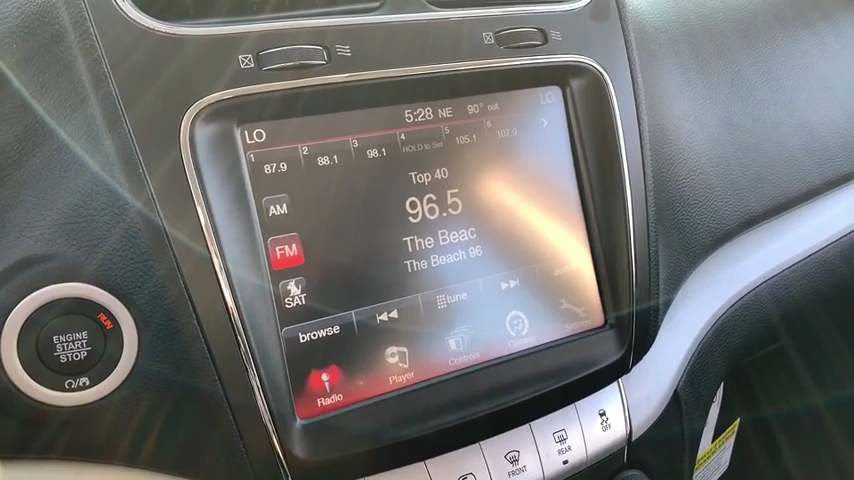 5:28 NE 90° out.
LO
LO
1 87.9
2 88.1
3 98.1
4 HOLD to Set
5 105.1
6 107.9
Top 40
96.5
The Beac
The Beach 96
AM
FM
SAT
browse
tune
Radio
Player
Controls
Climate
Settings
RUN
ENGINE
START
STOP
FRONT
REAR
OFF